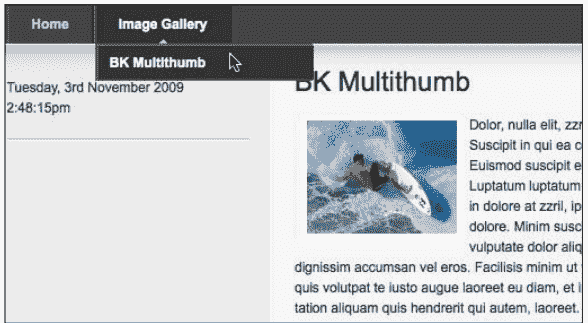 Home Image Gallery
BK Multithumb
Tuesday, 3rd November 2009
2:48:15pm
BK Multithumb
Dolor, nulla elit, zzr
Suscipit in qui ea c
Euismod suscipit e
Luptatum luptatum
in dolore at zzril, ip
dolore. Minim susc
vulputate dolor aliq
dignissim accumsan vel eros. Facilisis minim ut
quis volutpat te iusto augue laoreet eu diam, et i
tation aliquam quis hendrerit qui autem, laoreet.